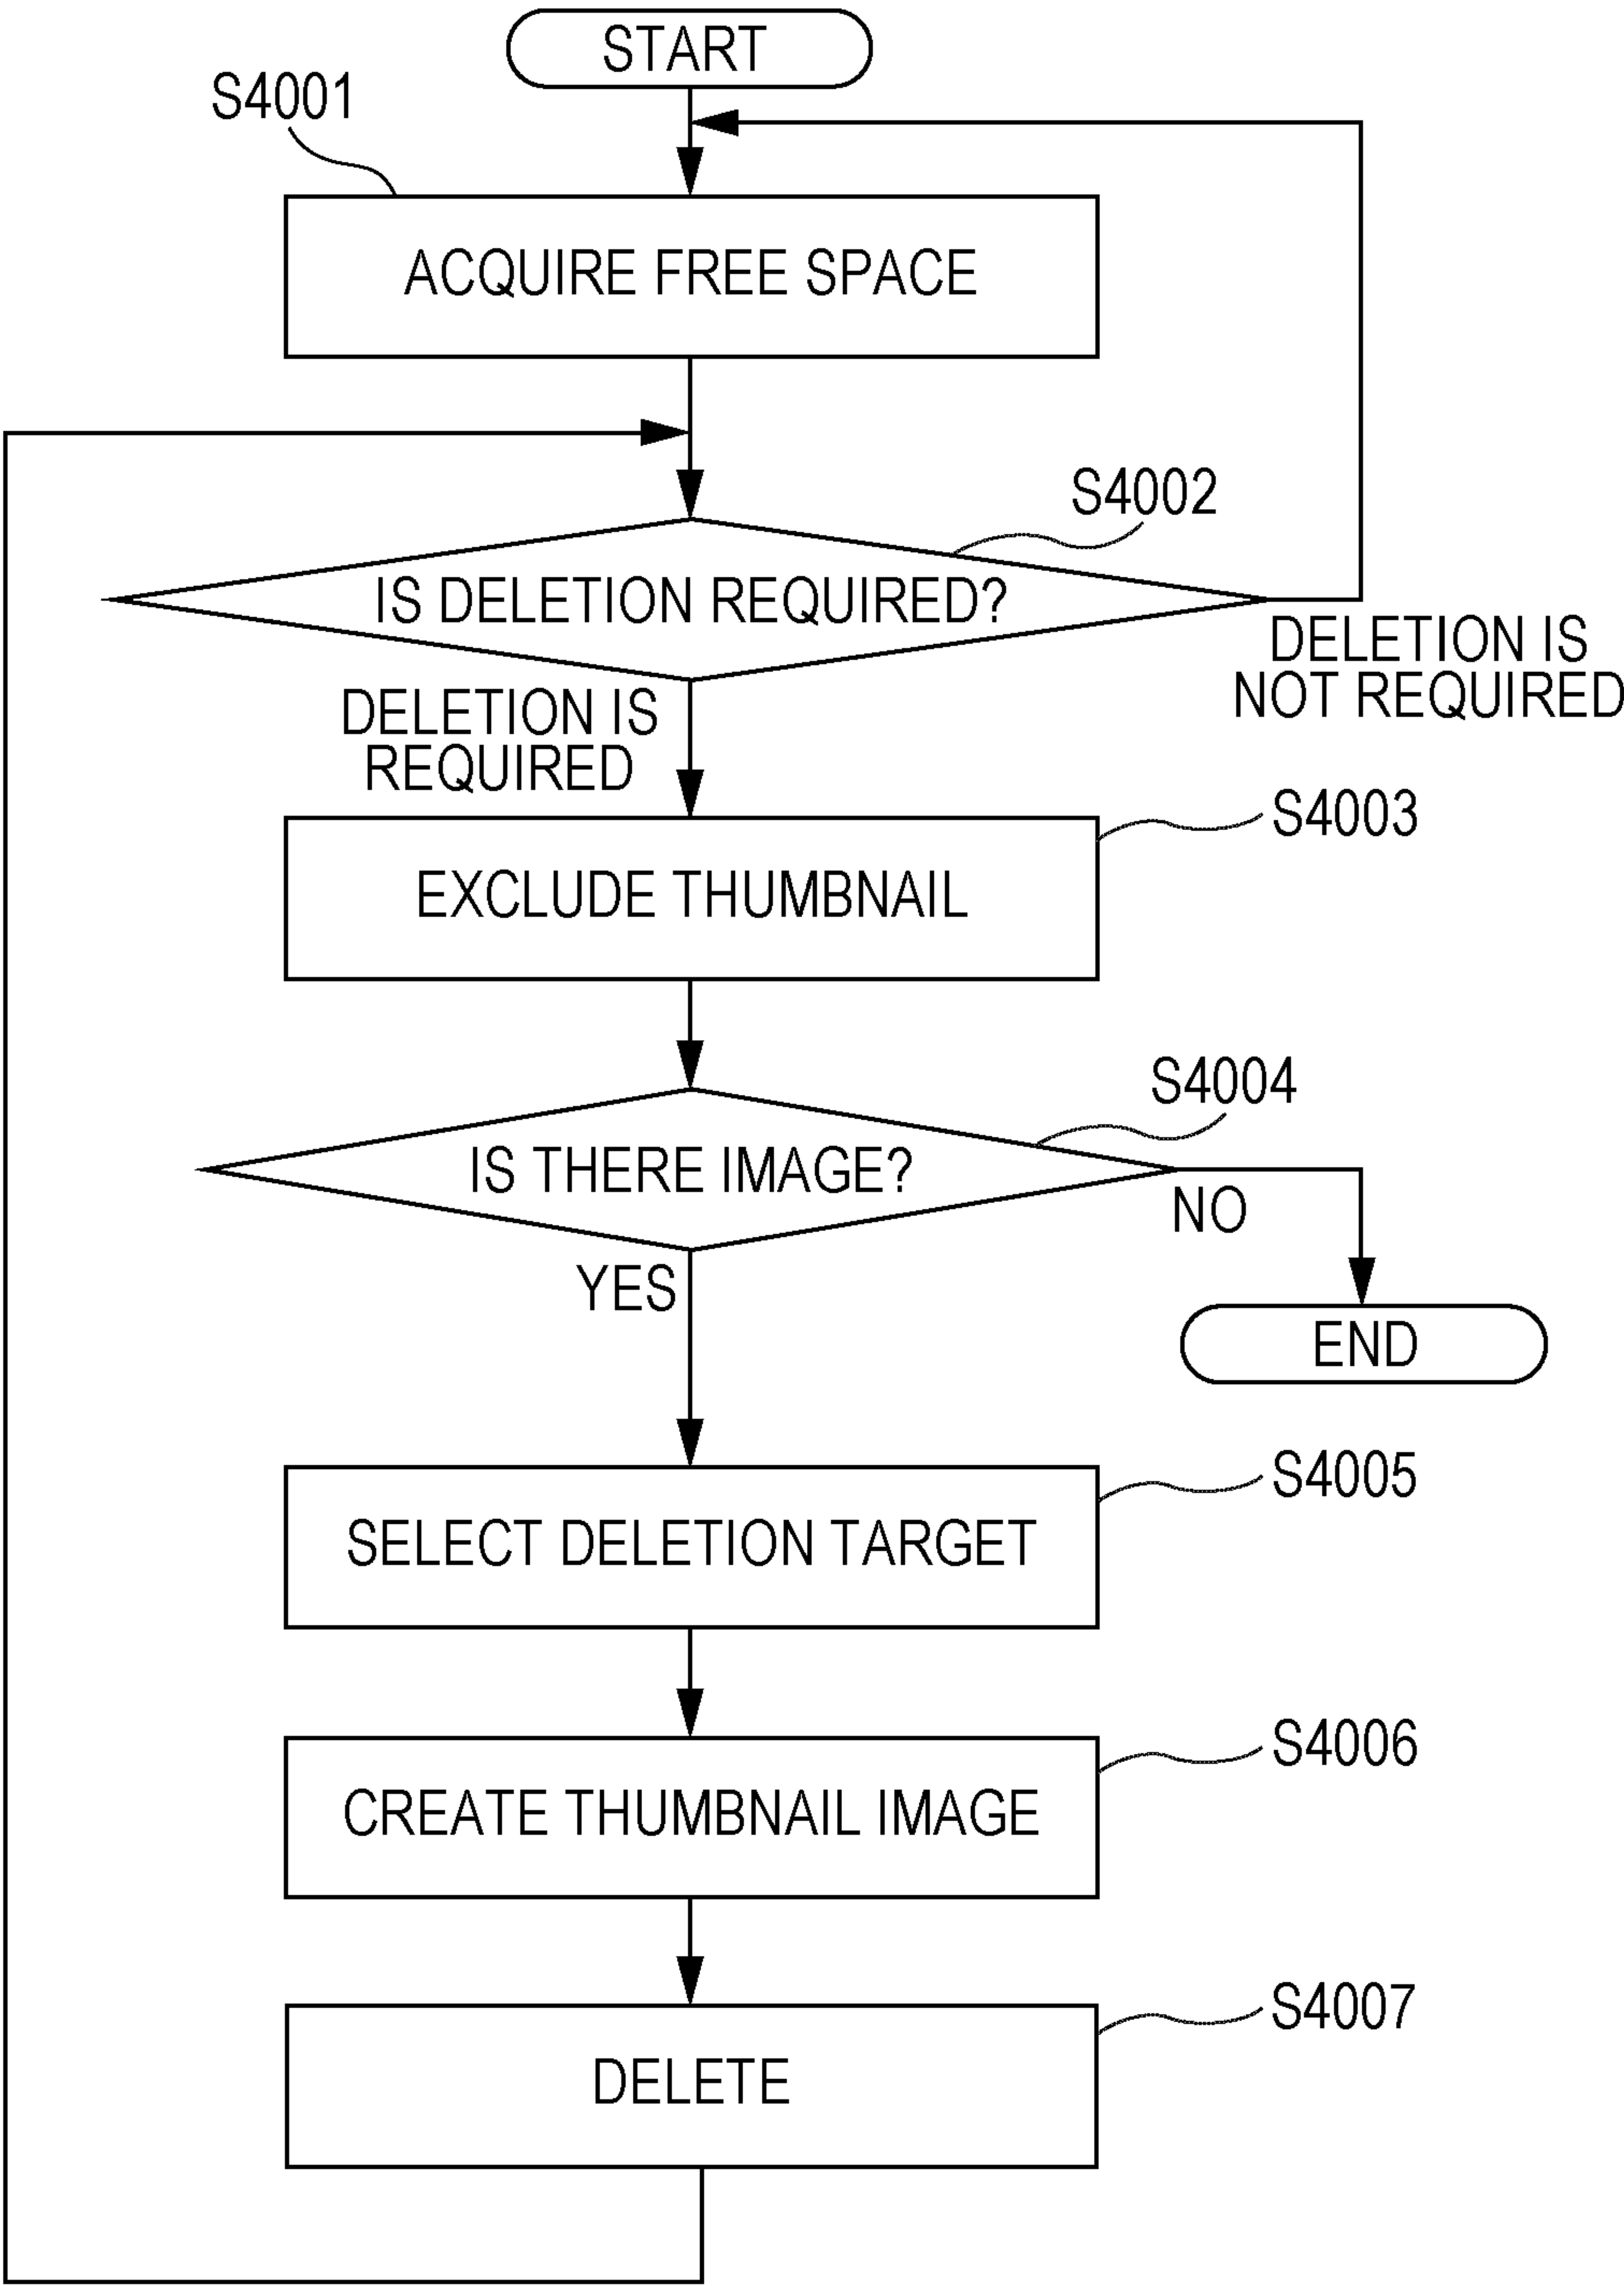 START
S4001
ACQUIRE FREE SPACE
S4002
IS DELETION REQUIRED?
DELETION IS
NOT REQUIRED
DELETION IS
REQUIRED
S4003
EXCLUDE THUMBNAIL
S4004
IS THERE IMAGE?
NO
YES
END
S4005
SELECT DELETION TARGET
S4006
CREATE THUMBNAIL IMAGE
S4007
DELETE